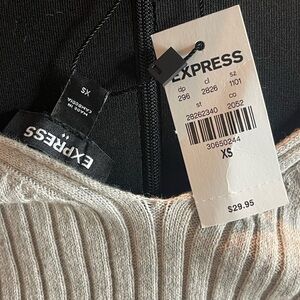 EXPRESS
dp cl sz
296 2826 1101
st co
28262340 2052
30650244
XS
$29.95
XS
MADE IN
CAMBODIA
EXPRESS